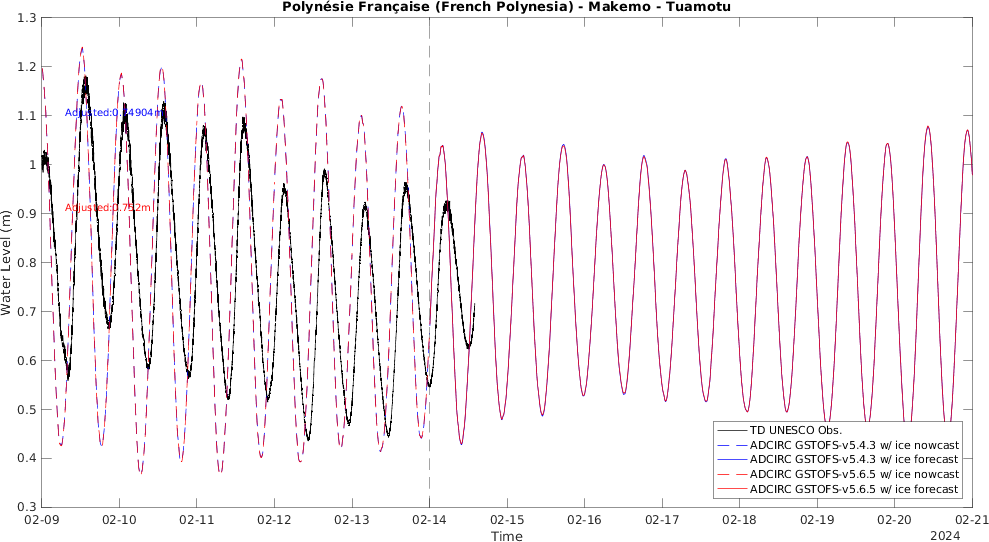 Polynésie Française (French Polynesia) - Makemo - Tuamotu
1.3
1.2
1.1
1
0.9
0.8
0.7
0.6
0.5
0.4
0.3
Water Level (m)
Adjusted:0.752m
TD UNESCO Obs.
ADCIRC GSTOFS-v5.4.3 w/ ice nowcast
ADCIRC GSTOFS-v5.4.3 w/ ice forecast
ADCIRC GSTOFS-v5.6.5 w/ ice nowcast
ADCIRC GSTOFS-v5.6.5 w/ ice forecast
02-09 02-10 02-11 02-12 02-13 02-14 02-15 02-16 02-17 02-18 02-19 02-20 02-21
Time
2024